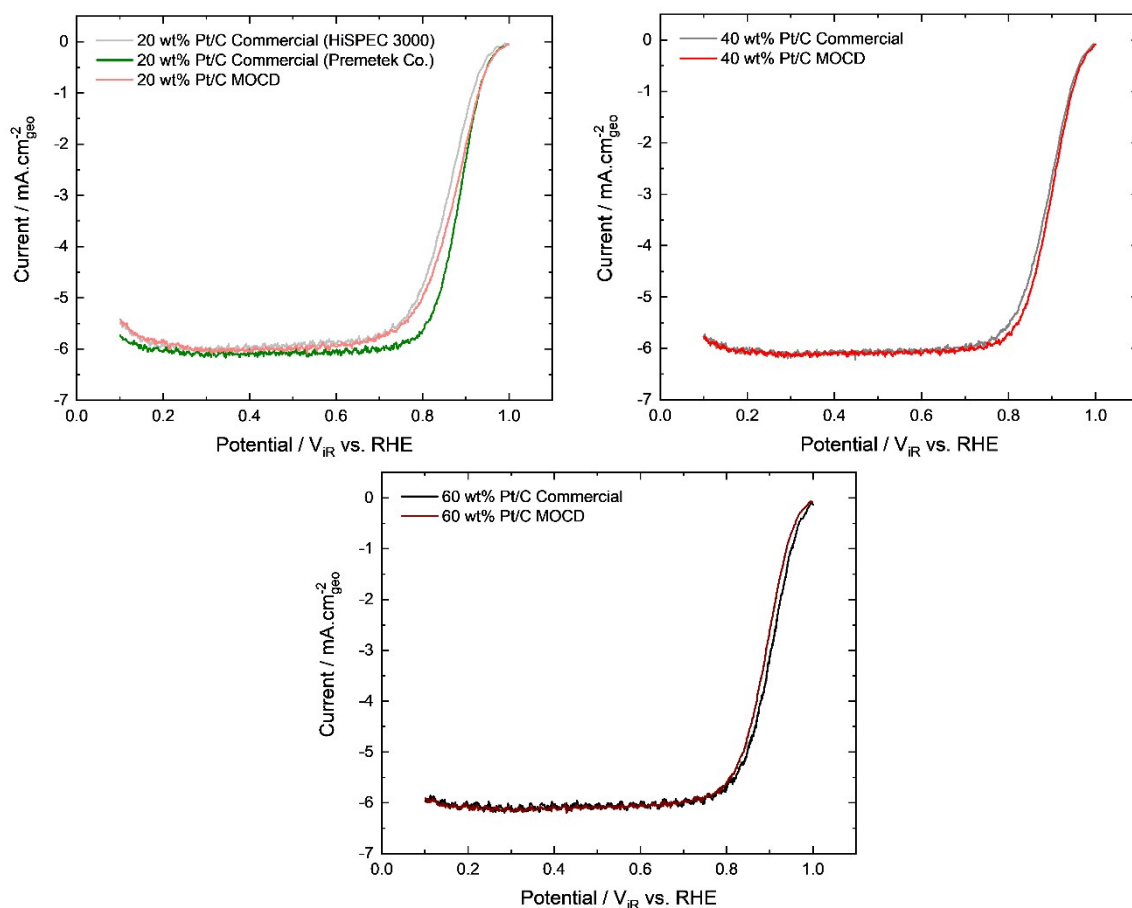 20 wt% Pt/C Commercial (HiSPEC 3000)
20 wt% Pt/C Commercial (Premetek Co.)
20 wt% Pt/C MOCD
0
-1
-2
-3
-4
-5
-6
-7
Current / mA.cm⁻²geo
0.0 0.2 0.4 0.6 0.8 1.0
Potential / ViR vs. RHE
40 wt% Pt/C Commercial
40 wt% Pt/C MOCD
0
-1
-2
-3
-4
-5
-6
-7
Current / mA.cm⁻²geo
0.0 0.2 0.4 0.6 0.8 1.0
Potential / ViR vs. RHE
60 wt% Pt/C Commercial
60 wt% Pt/C MOCD
0
-1
-2
-3
-4
-5
-6
-7
Current / mA.cm⁻²geo
0.0 0.2 0.4 0.6 0.8 1.0
Potential / ViR vs. RHE